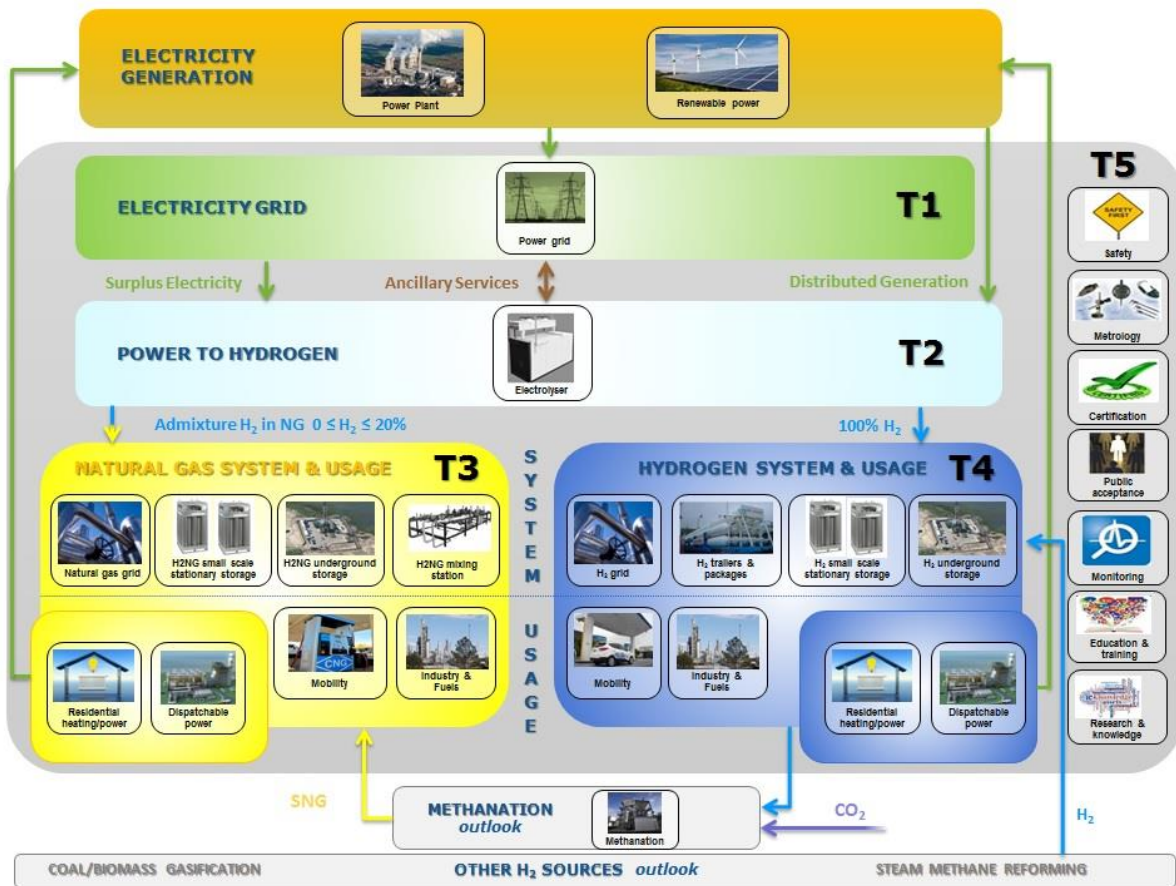 ELECTRICITY
GENERATION
Power Plant
Renewable power
T5
ELECTRICITY GRID
Power grid
T1
SAFETY
FIRST
Safety
Surplus Electricity
Ancillary Services
Distributed Generation
Metrology
POWER TO HYDROGEN
Electrolyser
T2
Certification
Admixture H₂ in NG 0 ≤ H₂ ≤ 20%
100% H₂
Public
acceptance
NATURAL GAS SYSTEM & USAGE
T3
SYSTEM
HYDROGEN SYSTEM & USAGE
T4
Natural gas grid
H2NG small scale
stationary storage
H2NG underground
storage
H2NG mixing
station
H₂ grid
H₂ trailers &
packages
H₂ small scale
stationary storage
H₂ underground
storage
Monitoring
USAGE
Residential
heating/power
Dispatchable
power
CNG
Mobility
Industry &
Fuels
Mobility
Industry &
Fuels
Residential
heating/power
Dispatchable
power
Education &
training
knowledge
Research &
knowledge
SNG
METHANATION
outlook
Methanation
CO₂
H₂
COAL/BIOMASS GASIFICATION
OTHER H₂ SOURCES outlook
STEAM METHANE REFORMING